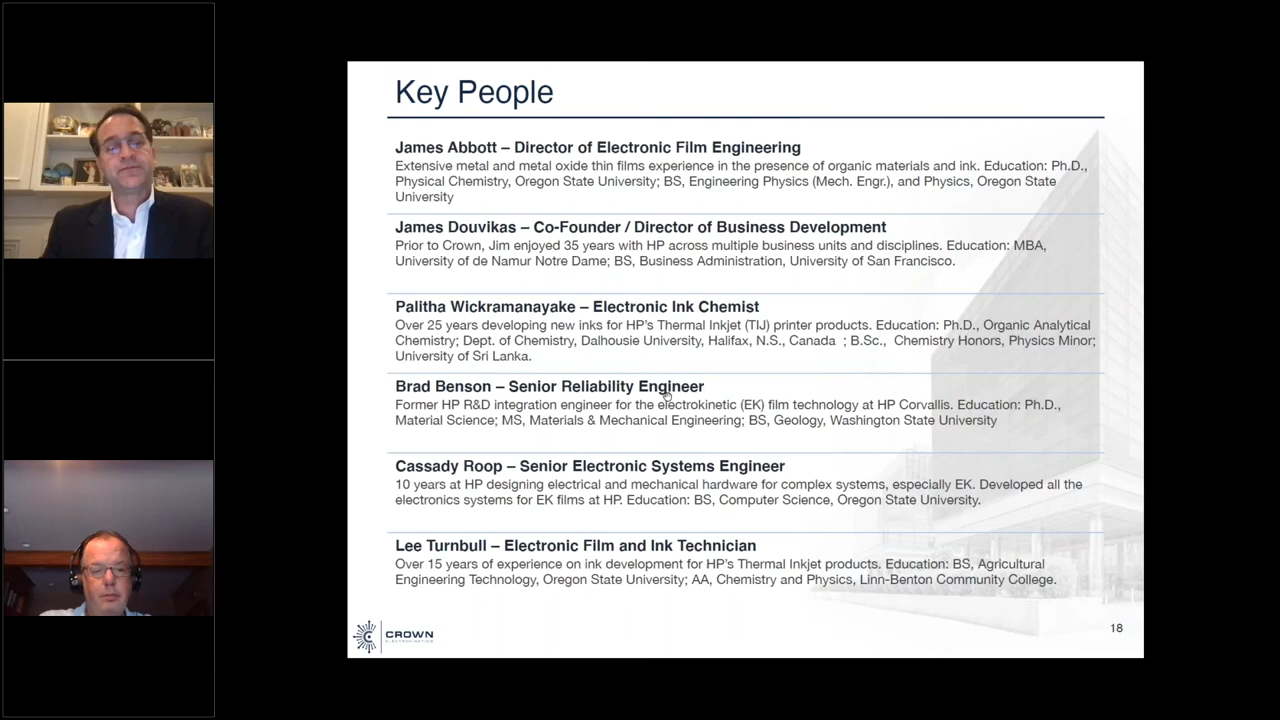 Key People
James Abbott – Director of Electronic Film Engineering
Extensive metal and metal oxide thin films experience in the presence of organic materials and ink. Education: Ph.D.,
Physical Chemistry, Oregon State University; BS, Engineering Physics (Mech. Engr.), and Physics, Oregon State
University
James Douvikas – Co-Founder / Director of Business Development
Prior to Crown, Jim enjoyed 35 years with HP across multiple business units and disciplines. Education: MBA,
University of de Namur Notre Dame; BS, Business Administration, University of San Francisco.
Palitha Wickramanayake – Electronic Ink Chemist
Over 25 years developing new inks for HP's Thermal Inkjet (TIJ) printer products. Education: Ph.D., Organic Analytical
Chemistry; Dept. of Chemistry, Dalhousie University, Halifax, N.S., Canada ; B.Sc., Chemistry Honors, Physics Minor;
University of Sri Lanka.
Brad Benson – Senior Reliability Engineer
Former HP R&D integration engineer for the electrokinetic (EK) film technology at HP Corvallis. Education: Ph.D.,
Material Science; MS, Materials & Mechanical Engineering; BS, Geology, Washington State University
Cassady Roop – Senior Electronic Systems Engineer
10 years at HP designing electrical and mechanical hardware for complex systems, especially EK. Developed all the
electronics systems for EK films at HP. Education: BS, Computer Science, Oregon State University.
Lee Turnbull – Electronic Film and Ink Technician
Over 15 years of experience on ink development for HP's Thermal Inkjet products. Education: BS, Agricultural
Engineering Technology, Oregon State University; AA, Chemistry and Physics, Linn-Benton Community College.
CROWN
ELECTROKINETICS
18